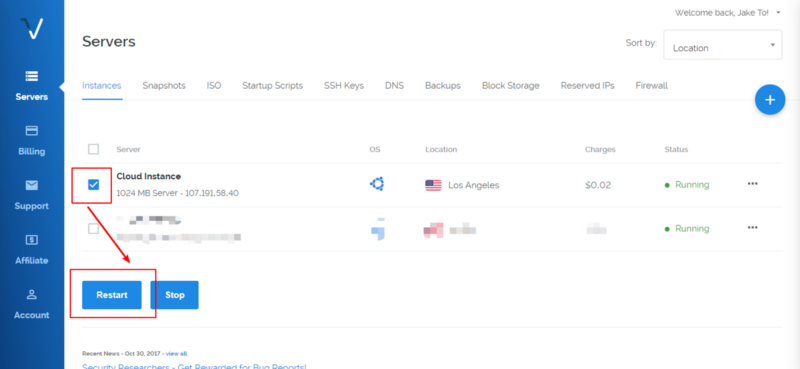 Welcome back, Jake To!
Servers
Sort by:
Location
Instances Snapshots ISO Startup Scripts SSH Keys DNS Backups Block Storage Reserved IPs Firewall
Servers
Billing
Support
Affiliate
Account
+
Server OS Location Charges Status
Cloud Instance
1024 MB Server - 107.191.58.40
Los Angeles $0.02 Running •••
Running •••
Restart Stop
Recent News - Oct 30, 2017 - view all
Security Researchers - Get Rewarded for Bug Reports!